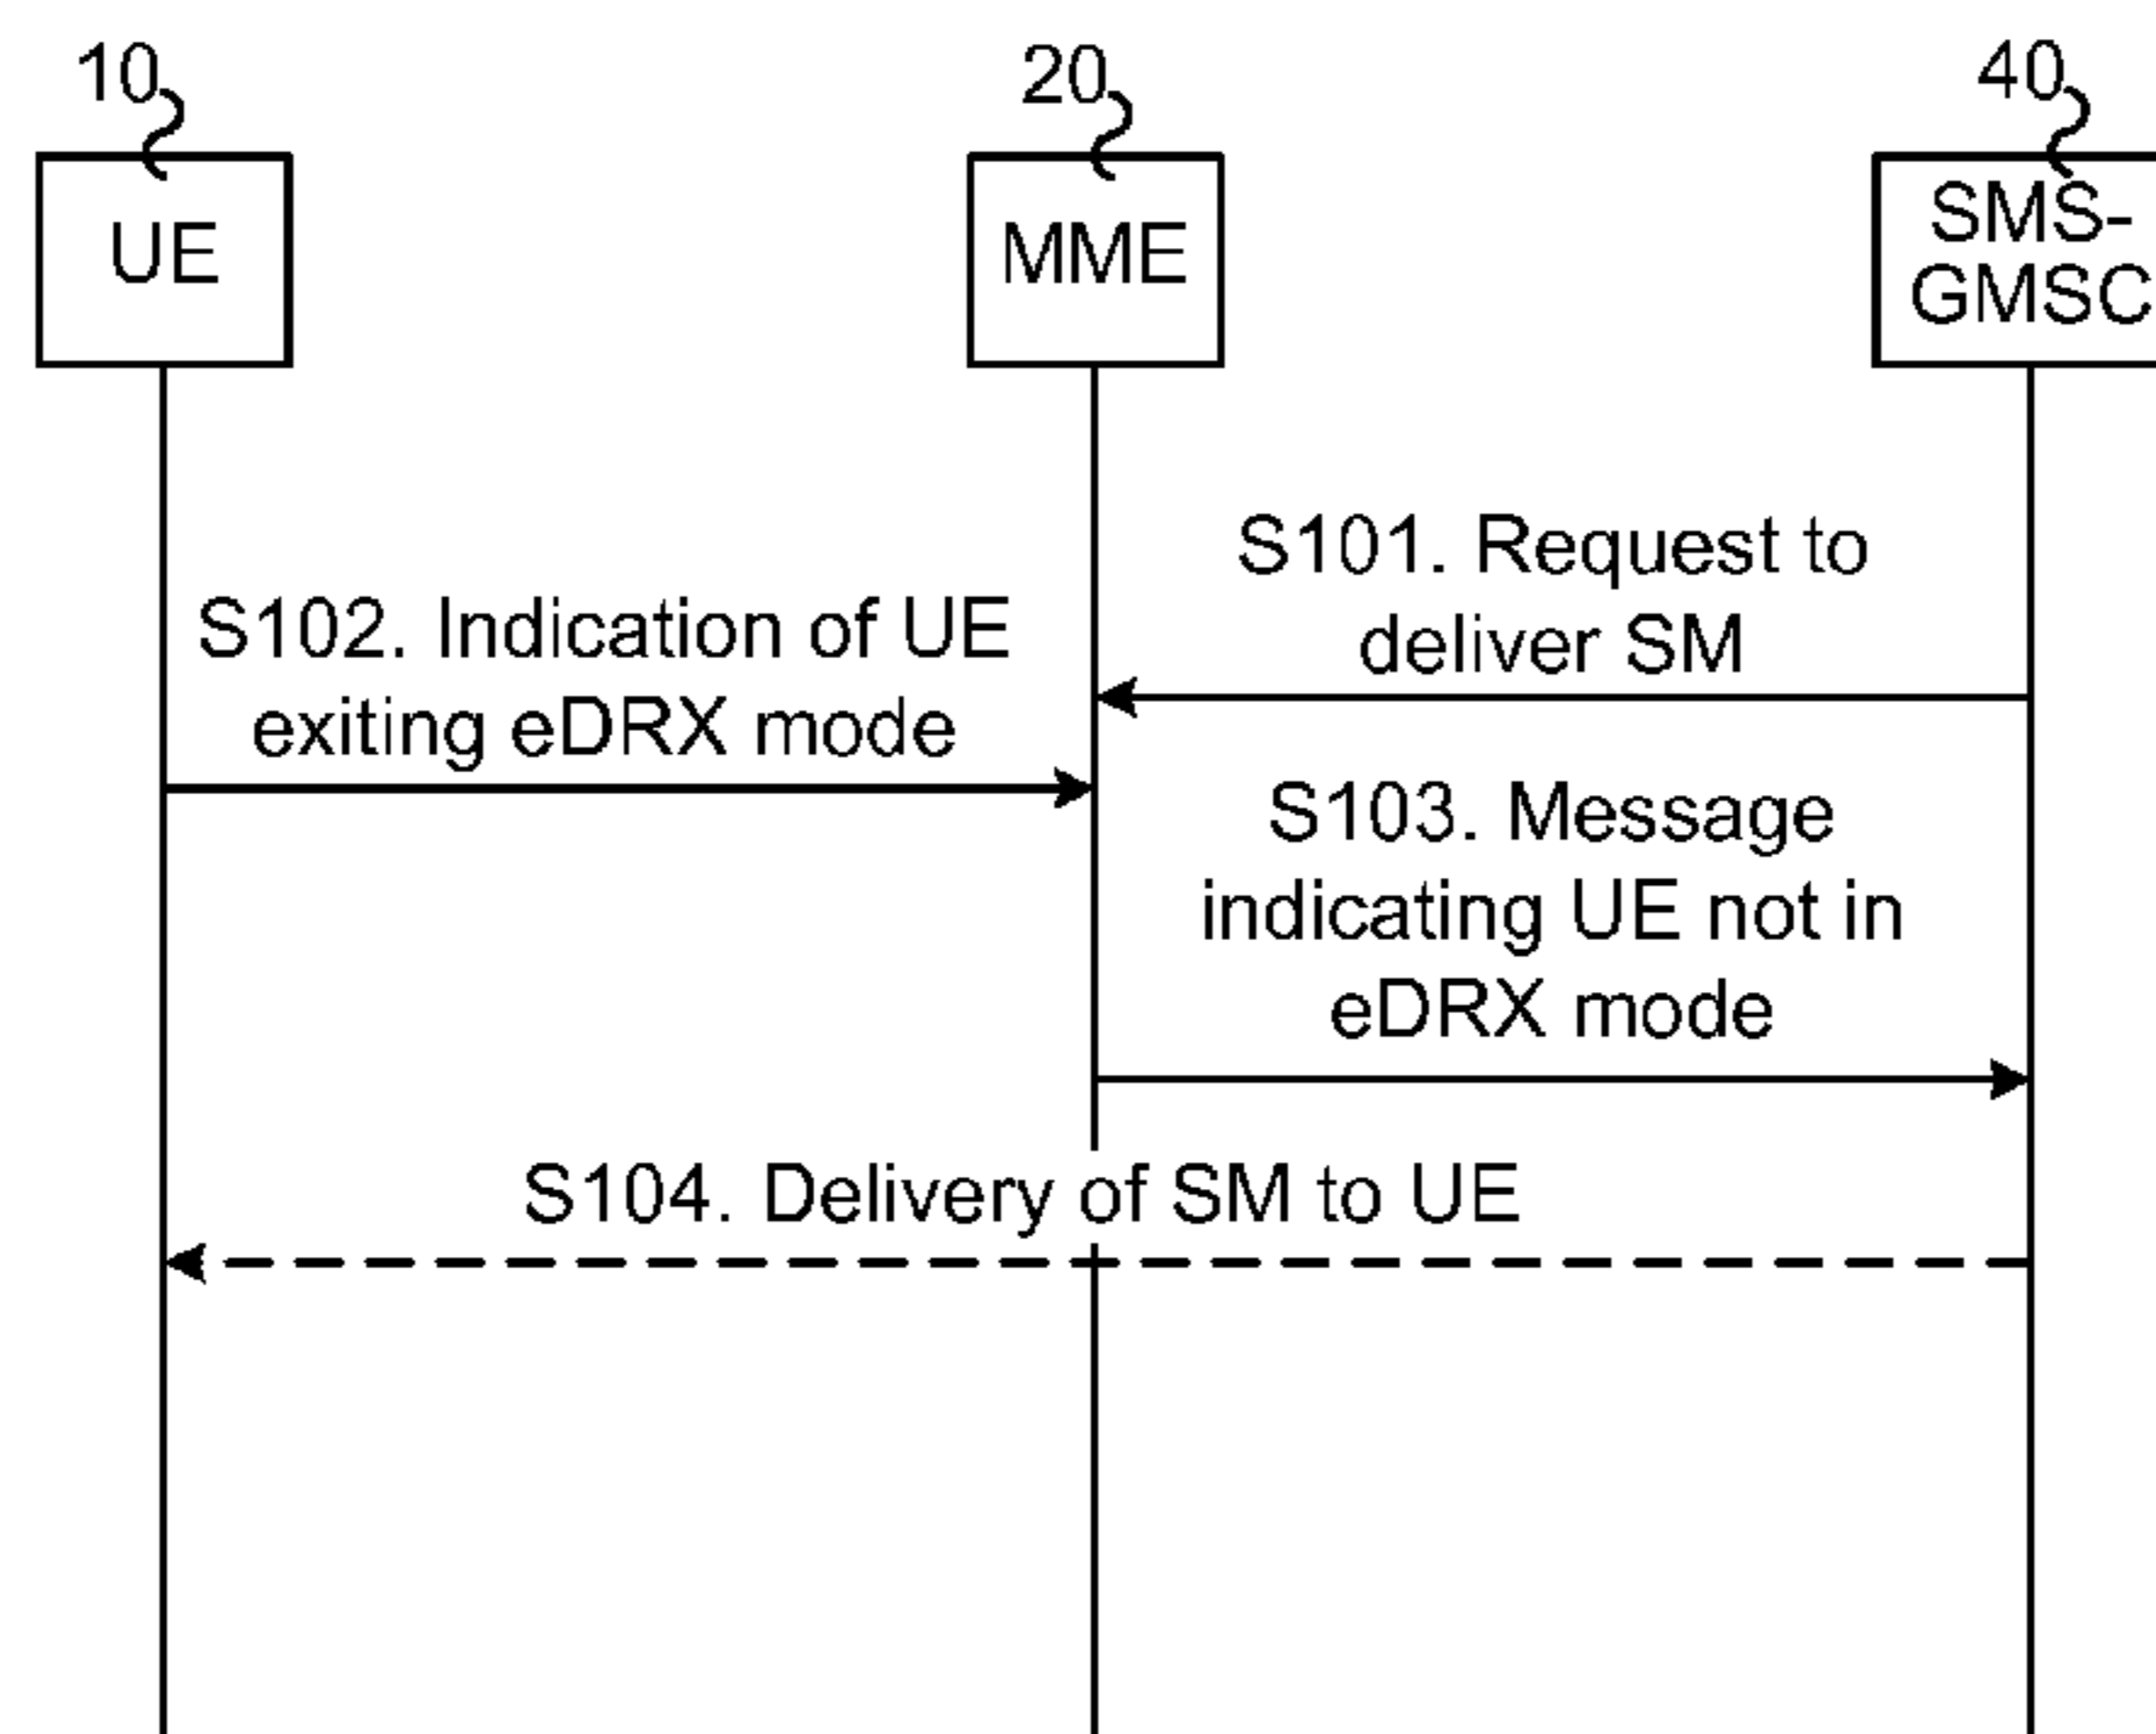 10
20
40
UE
MME
SMS-
GMSC
S101. Request to
deliver SM
S102. Indication of UE
exiting eDRX mode
S103. Message
indicating UE not in
eDRX mode
S104. Delivery of SM to UE